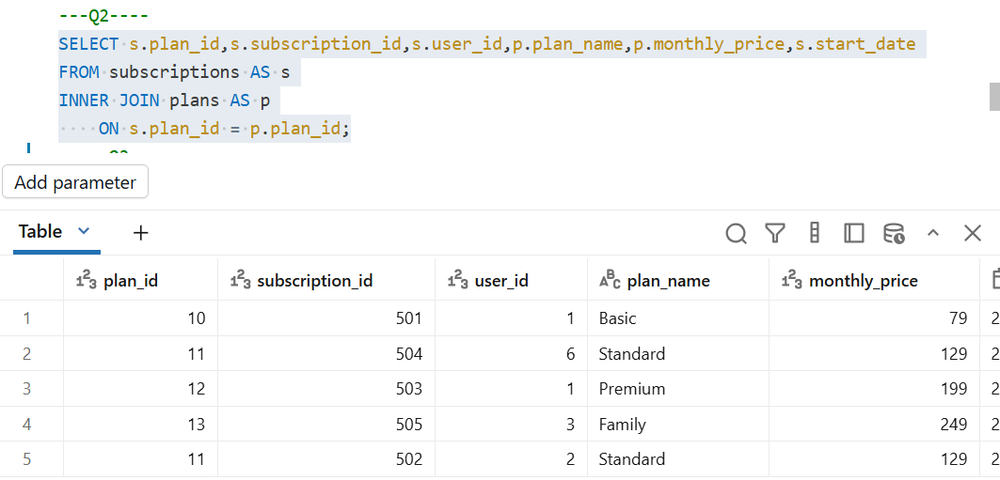 ---Q2----
SELECT s.plan_id,s.subscription_id,s.user_id,p.plan_name,p.monthly_price,s.start_date
FROM subscriptions AS s
INNER JOIN plans AS p
    ON s.plan_id = p.plan_id;
Add parameter
Table
plan_id subscription_id user_id plan_name monthly_price
1 10 501 1 Basic 79 2
2 11 504 6 Standard 129 2
3 12 503 1 Premium 199 2
4 13 505 3 Family 249 2
5 11 502 2 Standard 129 2